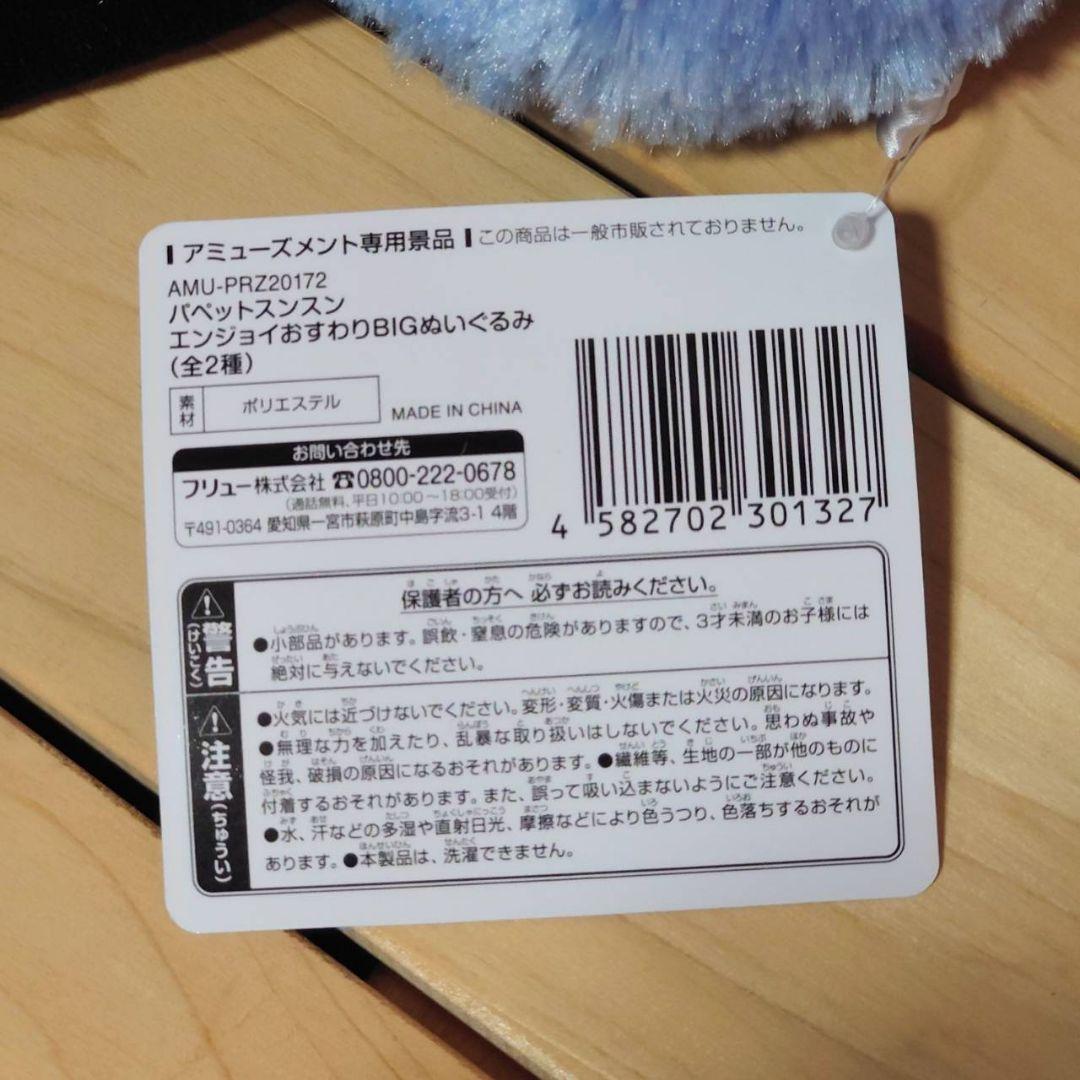 アミューズメント専用景品 この商品は一般市販されておりません。
AMU-PRZ20172
パペットスンスン
エンジョイおすわりBIGぬいぐるみ
(全2種)
素材 ポリエステル MADE IN CHINA
お問い合わせ先
フリュー株式会社 ☎0800-222-0678
(通話無料、平日10:00～18:00受付)
〒491-0364 愛知県一宮市萩原町中島字流3-1 4階
4 582702 301327
警告(けいこく)
保護者の方へ 必ずお読みください。
●小部品があります。誤飲・窒息の危険がありますので、3才未満のお子様には
絶対に与えないでください。
注意(ちゅうい)
●火気には近づけないでください。変形・変質・火傷または火災の原因になります。
●無理な力を加えたり、乱暴な取り扱いはしないでください。思わぬ事故や
怪我、破損の原因になるおそれがあります。●繊維等、生地の一部が他のものに
付着するおそれがあります。また、誤って吸い込まないようにご注意ください。
●水、汗などの多湿や直射日光、摩擦などにより色うつり、色落ちするおそれが
あります。●本製品は、洗濯できません。